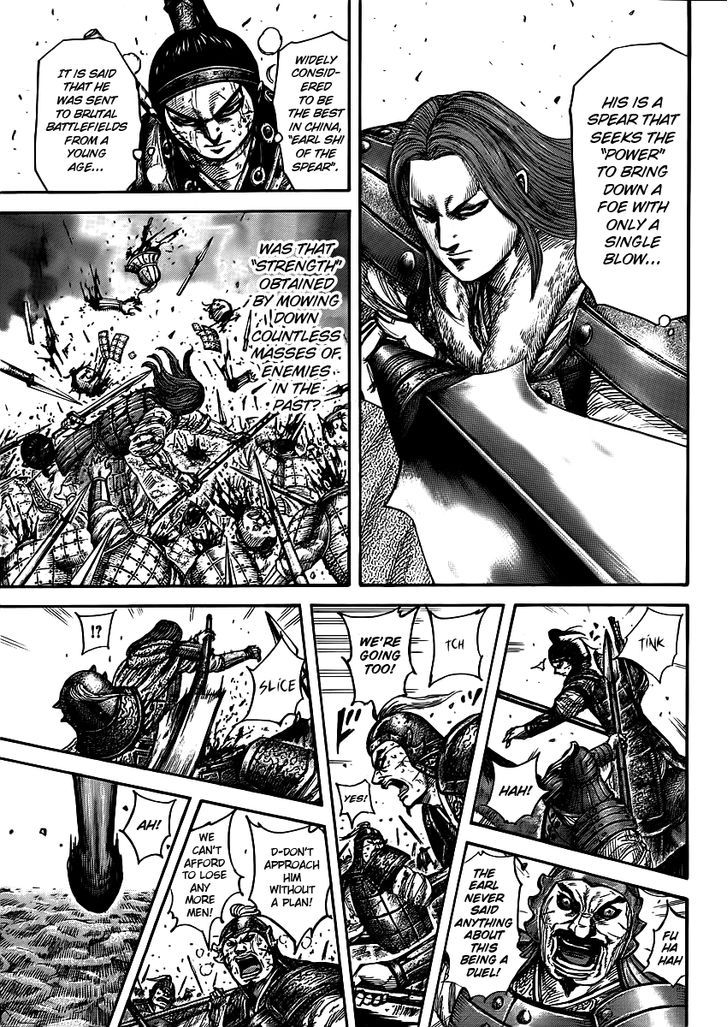 HIS IS A
SPEAR THAT
SEEKS THE
"POWER"
TO BRING
DOWN A
FOE WITH
ONLY A
SINGLE
BLOW...
WIDELY
CONSID-
ERED TO
BE THE
BEST
IN CHINA,
"EARL SHI
OF THE
SPEAR".
IT IS SAID
THAT HE
WAS SENT
TO BRUTAL
BATTLEFIELDS
FROM A
YOUNG
AGE...
WAS THAT
"STRENGTH"
OBTAINED
BY MOWING
DOWN
COUNTLESS
MASSES OF
ENEMIES
IN THE
PAST?
TINK
HAH!
TCH
WE'RE
GOING
TOO!
YES!
SLICE
!?
THE
EARL
NEVER
SAID
ANYTHING
ABOUT
THIS
BEING A
DUEL!
FU
HA
HAH
D-DON'T
APPROACH
HIM
WITHOUT
A PLAN!
WE
CAN'T
AFFORD
TO LOSE
ANY
MORE
MEN!
AH!